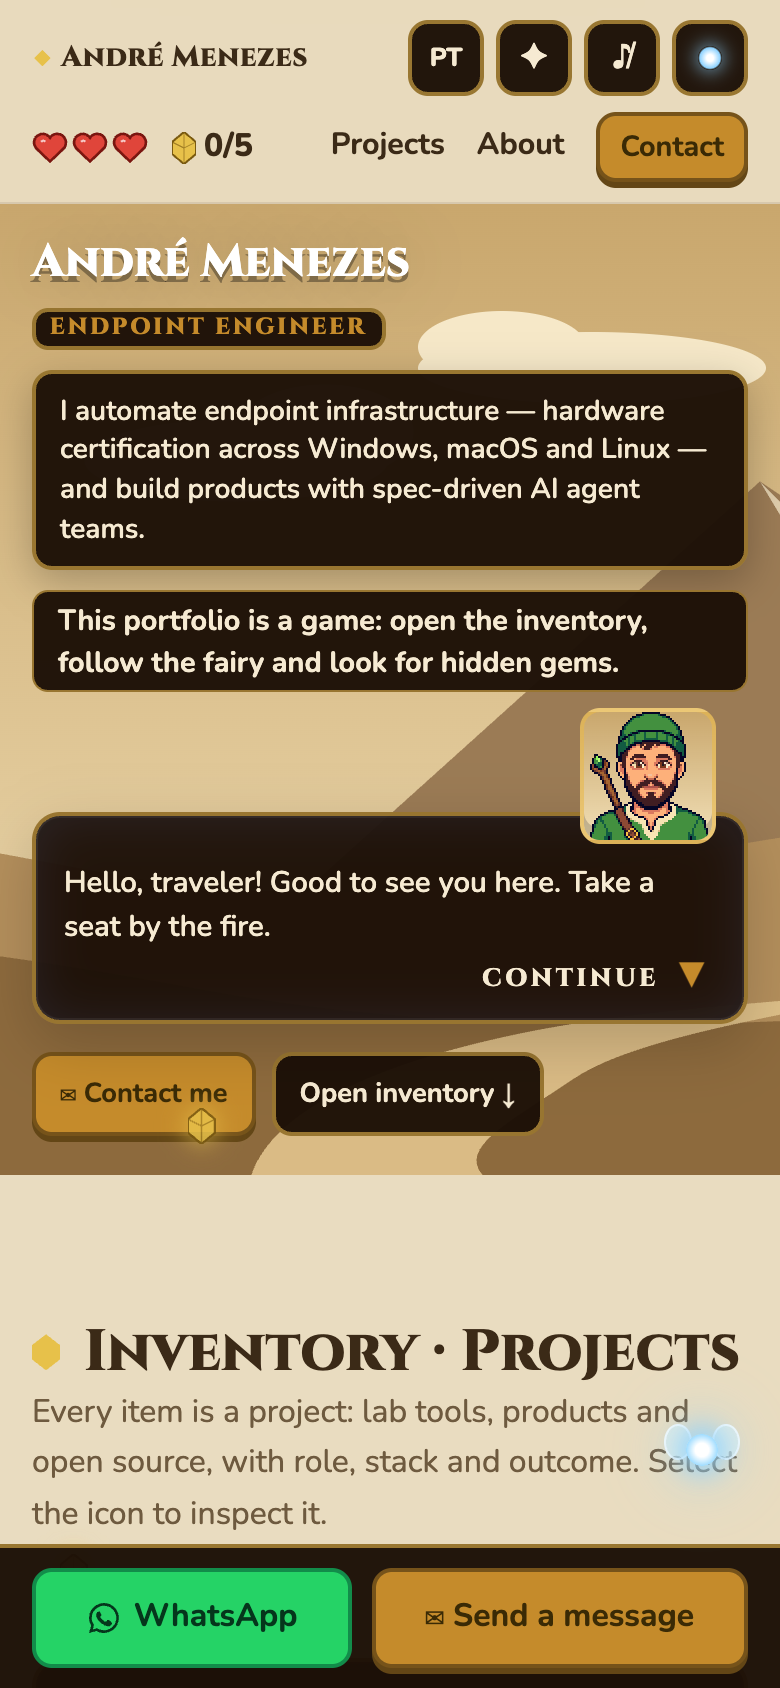 André Menezes
PT
0/5
Projects
About
Contact
André Menezes
ENDPOINT ENGINEER
I automate endpoint infrastructure — hardware
certification across Windows, macOS and Linux —
and build products with spec-driven AI agent
teams.
This portfolio is a game: open the inventory,
follow the fairy and look for hidden gems.
Hello, traveler! Good to see you here. Take a
seat by the fire.
CONTINUE ▼
✉ Contact me
Open inventory ↓
Inventory · Projects
Every item is a project: lab tools, products and
open source, with role, stack and outcome. Select
the icon to inspect it.
WhatsApp
✉ Send a message